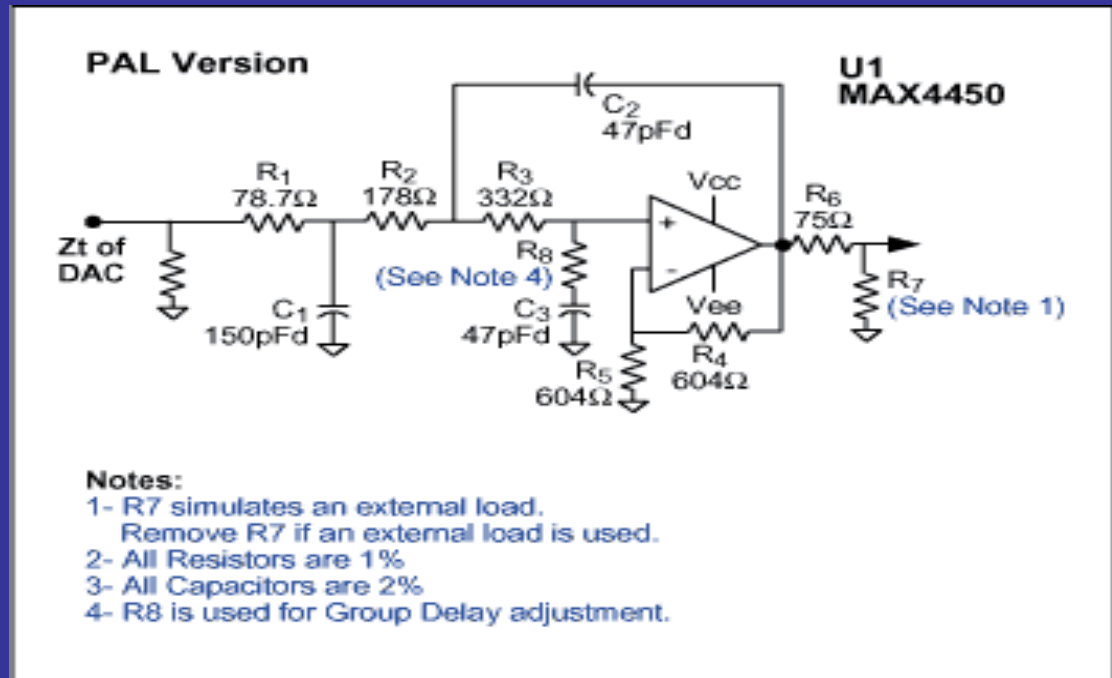 PAL Version
U1
MAX4450
C2
47pFd
R1
78.7Ω
R2
178Ω
R3
332Ω
Vcc
R6
75Ω
+
-
Zt of
DAC
R8
(See Note 4)
C1
150pFd
C3
47pFd
Vee
R7
(See Note 1)
R4
604Ω
R5
604Ω
Notes:
1- R7 simulates an external load.
Remove R7 if an external load is used.
2- All Resistors are 1%
3- All Capacitors are 2%
4- R8 is used for Group Delay adjustment.